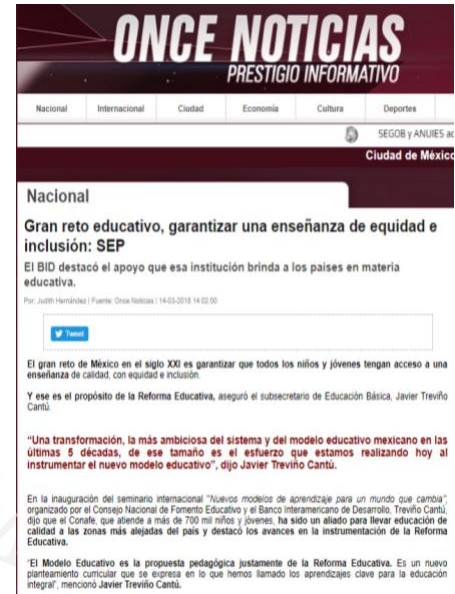 ONCE NOTICIAS
PRESTIGIO INFORMATIVO
Nacional Internacional Ciudad Economía Cultura Deportes
SEGOB y ANUIES ac
Ciudad de México
Nacional
Gran reto educativo, garantizar una enseñanza de equidad e
inclusión: SEP
El BID destacó el apoyo que esa institución brinda a los países en materia
educativa.
Por: Judith Hernández | Fuente: Once Noticias | 14-03-2018 14:02:00
Tweet
El gran reto de México en el siglo XXI es garantizar que todos los niños y jóvenes tengan acceso a una
enseñanza de calidad, con equidad e inclusión.
Y ese es el propósito de la Reforma Educativa, aseguró el subsecretario de Educación Básica, Javier Treviño
Cantú.
“Una transformación, la más ambiciosa del sistema y del modelo educativo mexicano en las
últimas 5 décadas, de ese tamaño es el esfuerzo que estamos realizando hoy al
instrumentar el nuevo modelo educativo”, dijo Javier Treviño Cantú.
En la inauguración del seminario internacional “Nuevos modelos de aprendizaje para un mundo que cambia”,
organizado por el Consejo Nacional de Fomento Educativo y el Banco Interamericano de Desarrollo, Treviño Cantú,
dijo que el Conafe, que atiende a más de 700 mil niños y jóvenes, ha sido un aliado para llevar educación de
calidad a las zonas más alejadas del país y destacó los avances en la instrumentación de la Reforma
Educativa.
“El Modelo Educativo es la propuesta pedagógica justamente de la Reforma Educativa. Es un nuevo
planteamiento curricular que se expresa en lo que hemos llamado los aprendizajes clave para la educación
integral”, mencionó Javier Treviño Cantú.